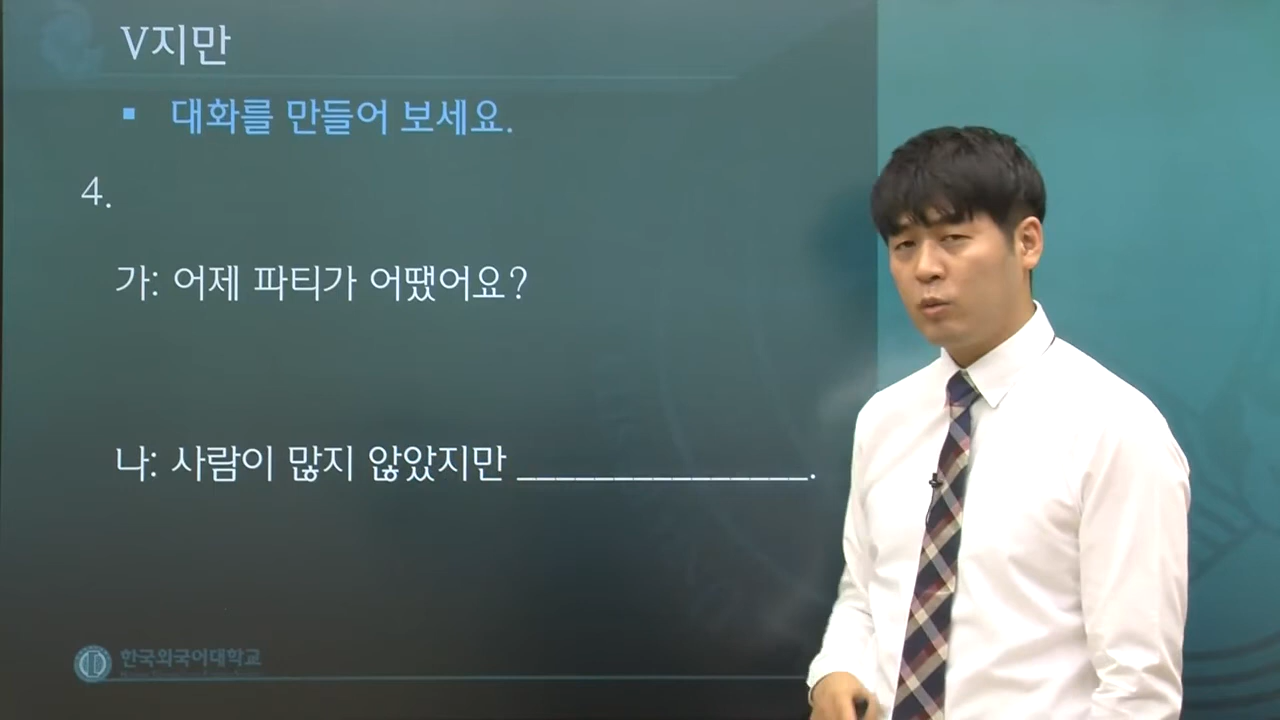 V지만
▪ 대화를 만들어 보세요.
4.
가: 어제 파티가 어땠어요?
나: 사람이 많지 않았지만 _______________.
한국외국어대학교